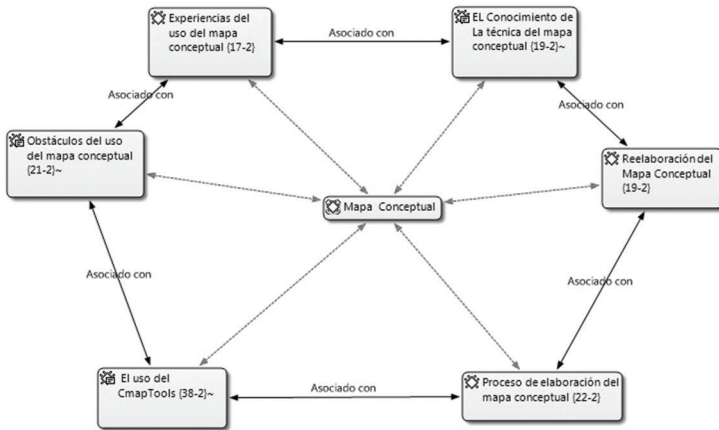 Experiencias del
uso del mapa
conceptual {17-2}
Asociado con
EL Conocimiento de
La técnica del mapa
conceptual {19-2}~
Asociado con
Asociado con
Obstáculos del uso
del mapa conceptual
{21-2}~
Reelaboración del
Mapa Conceptual
{19-2}
Mapa Conceptual
Asociado con
Asociado con
El uso del
CmapTools {38-2}~
Asociado con
Proceso de elaboración del
mapa conceptual {22-2}